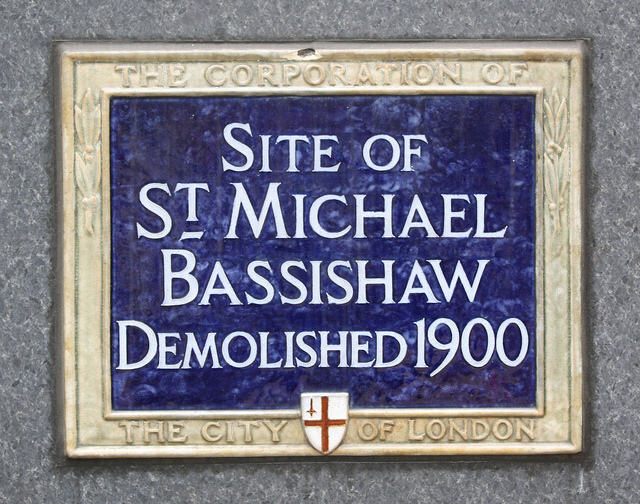 THE CORPORATION OF
SITE OF
ST MICHAEL
BASSISHAW
DEMOLISHED 1900
THE CITY OF LONDON